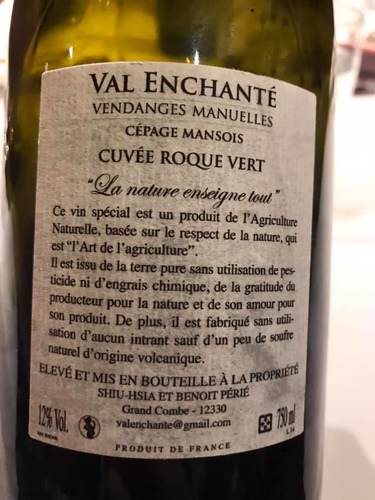 VAL ENCHANTÉ
VENDANGES MANUELLES
CÉPAGE MANSOIS
CUVÉE ROQUE VERT
"La nature enseigne tout"
Ce vin spécial est un produit de l'Agriculture
Naturelle, basée sur le respect de la nature, qui
est "l'Art de l'agriculture".
Il est issu de la terre pure sans utilisation de pes-
ticide ni d'engrais chimique, de la gratitude du
producteur pour la nature et de son amour pour
son produit. De plus, il est fabriqué sans utili-
sation d'aucun intrant sauf d'un peu de soufre
naturel d'origine volcanique.
ELEVÉ ET MIS EN BOUTEILLE À LA PROPRIÉTÉ
SHIU-HSIA ET BENOIT PÉRIÉ
Grand Combe - 12330
12% Vol. valenchante@gmail.com 750 ml
L 14
PRODUIT DE FRANCE